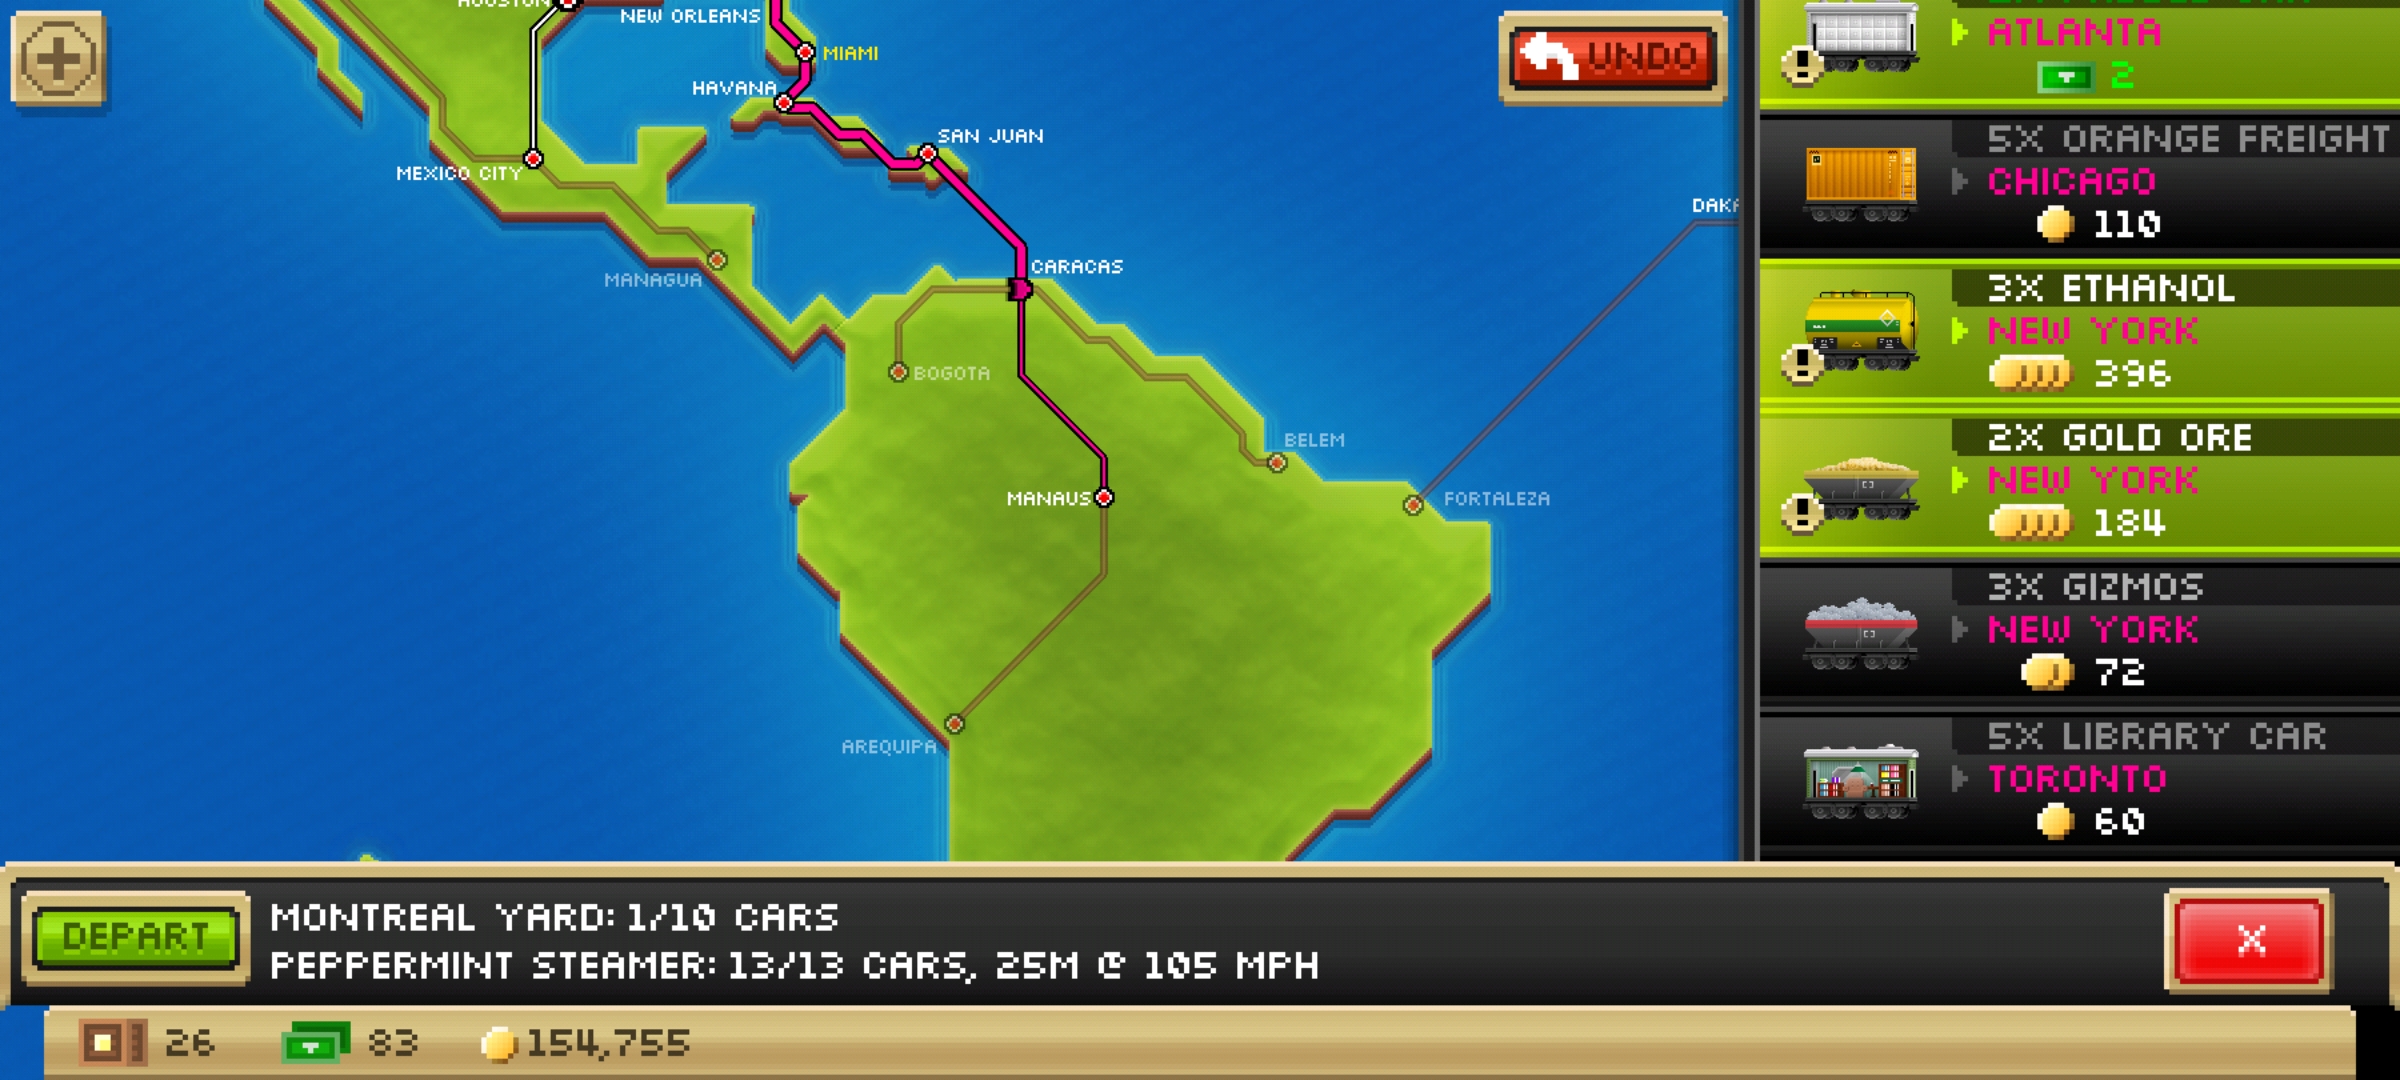 HOUSTON
NEW ORLEANS
MIAMI
HAVANA
SAN JUAN
MEXICO CITY
MANAGUA
CARACAS
BOGOTA
BELEM
MANAUS
FORTALEZA
AREQUIPA
UNDO
ATLANTA
2
5X ORANGE FREIGHT
CHICAGO
110
3X ETHANOL
NEW YORK
396
2X GOLD ORE
NEW YORK
184
3X GIZMOS
NEW YORK
72
5X LIBRARY CAR
TORONTO
60
DEPART
MONTREAL YARD: 1/10 CARS
PEPPERMINT STEAMER: 13/13 CARS, 25M @ 105 MPH
X
26
83
154,755